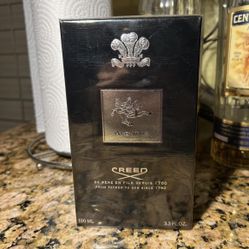 CREED
DE PÈRE EN FILS DEPUIS 1760
FROM FATHER TO SON SINCE 1760
100 ML
3.3 FL.OZ.
CENT